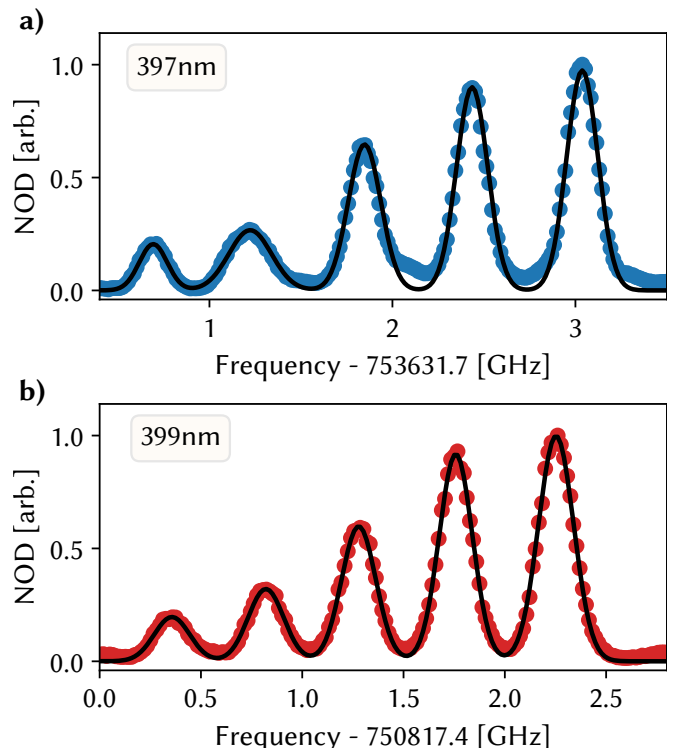 a)
397nm
1.0
0.5
0.0
NOD [arb.]
1 2 3
Frequency - 753631.7 [GHz]
b)
399nm
1.0
0.5
0.0
NOD [arb.]
0.0 0.5 1.0 1.5 2.0 2.5
Frequency - 750817.4 [GHz]